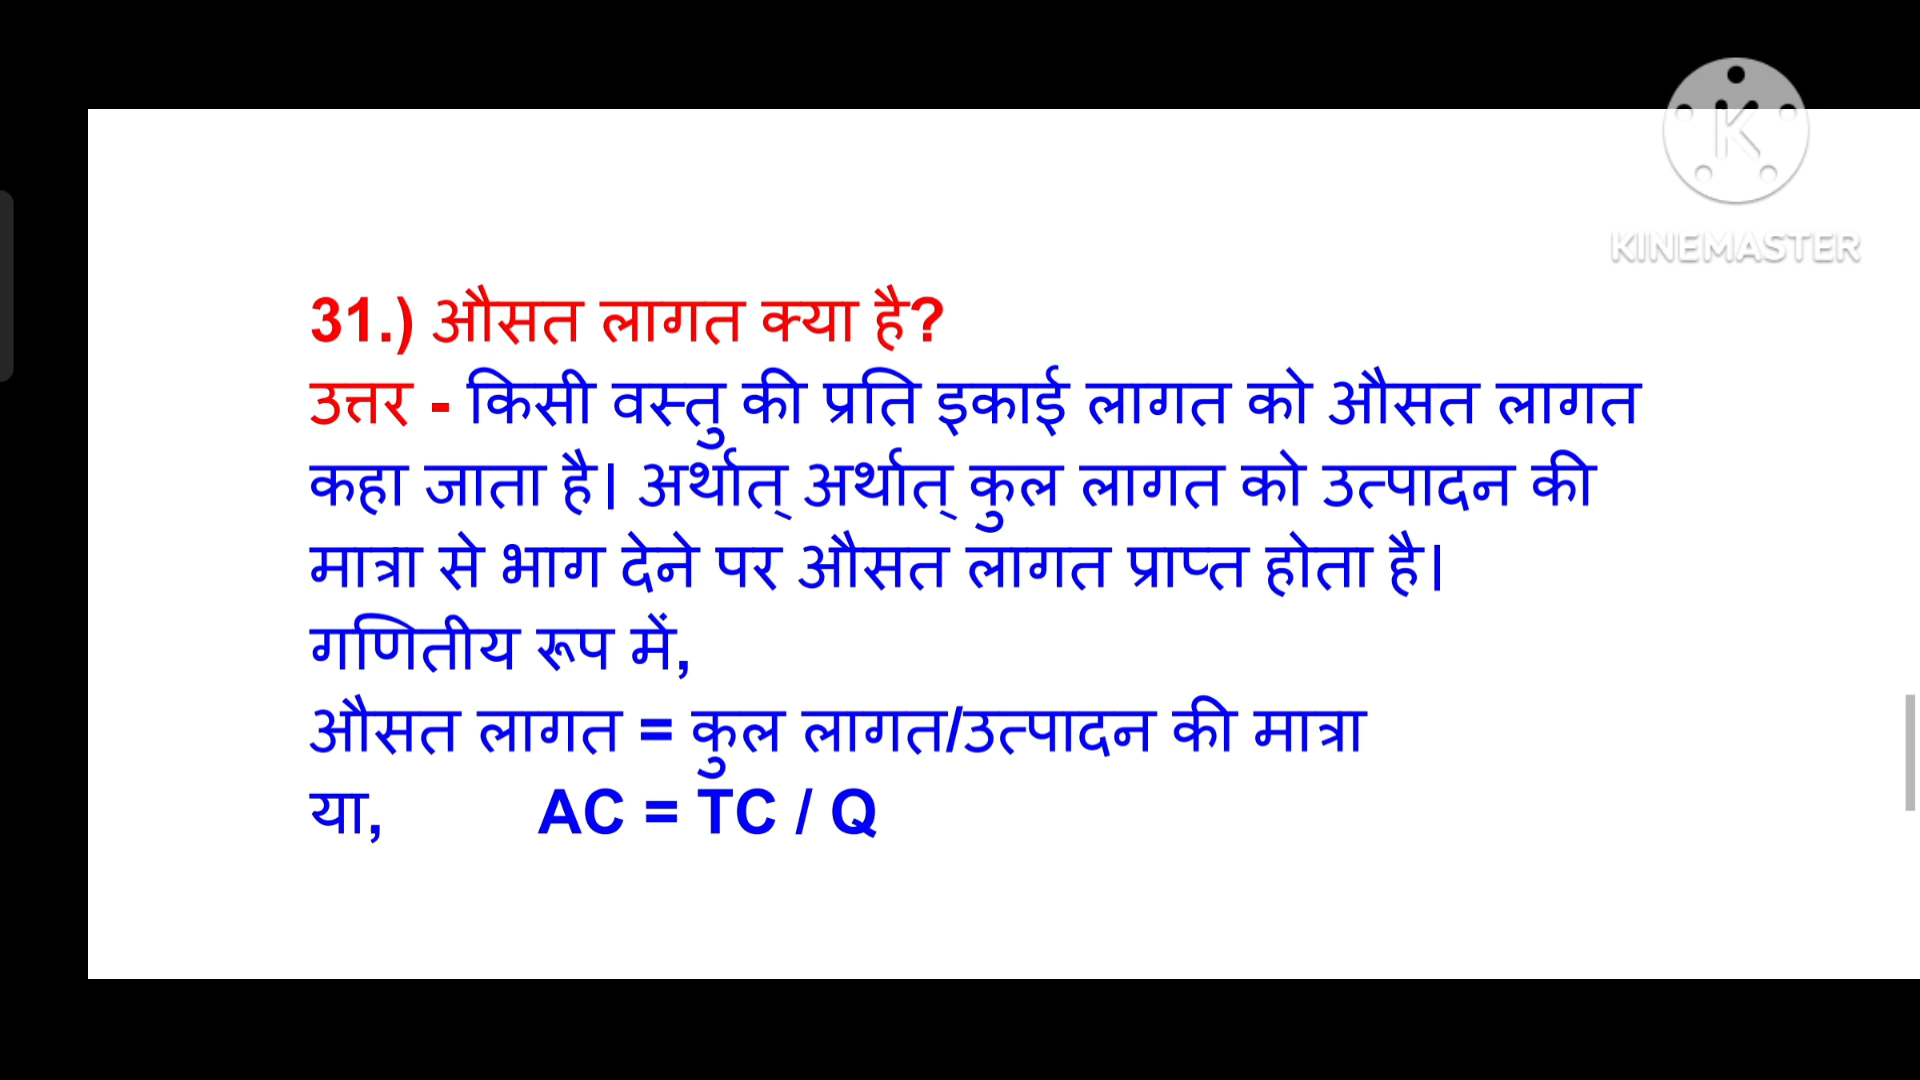 KINEMASTER
31.) औसत लागत क्या है?
उत्तर - किसी वस्तु की प्रति इकाई लागत को औसत लागत
कहा जाता है। अर्थात् अर्थात् कुल लागत को उत्पादन की
मात्रा से भाग देने पर औसत लागत प्राप्त होता है।
गणितीय रूप में,
औसत लागत = कुल लागत/उत्पादन की मात्रा
या, AC = TC / Q